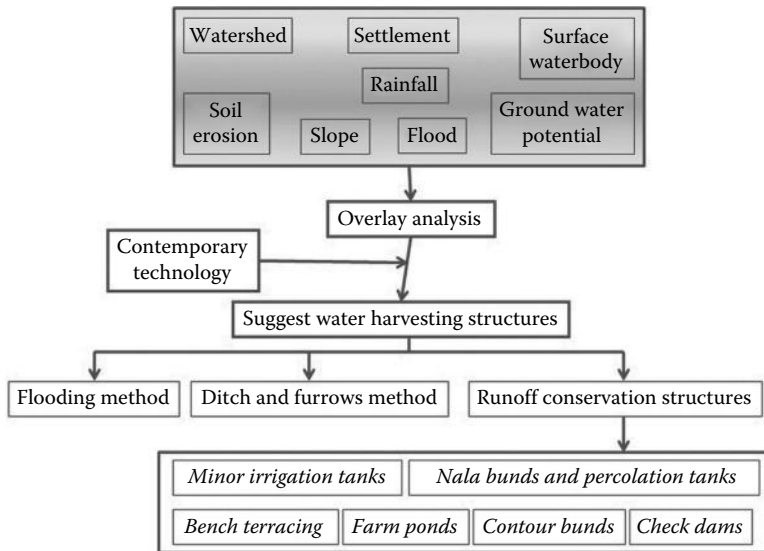 Watershed
Settlement
Surface
waterbody
Rainfall
Soil
erosion
Slope
Flood
Ground water
potential
Overlay analysis
Contemporary
technology
Suggest water harvesting structures
Flooding method
Ditch and furrows method
Runoff conservation structures
Minor irrigation tanks
Nala bunds and percolation tanks
Bench terracing
Farm ponds
Contour bunds
Check dams